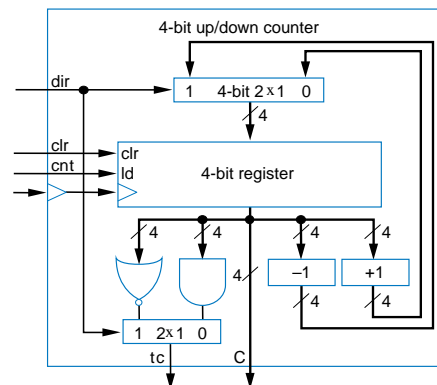 4-bit up/down counter
dir
1 4-bit 2x1 0
4
clr
clr
cnt
ld
4-bit register
4 4 4 4
4
–1 +1
4 4
1 2x1 0
tc C